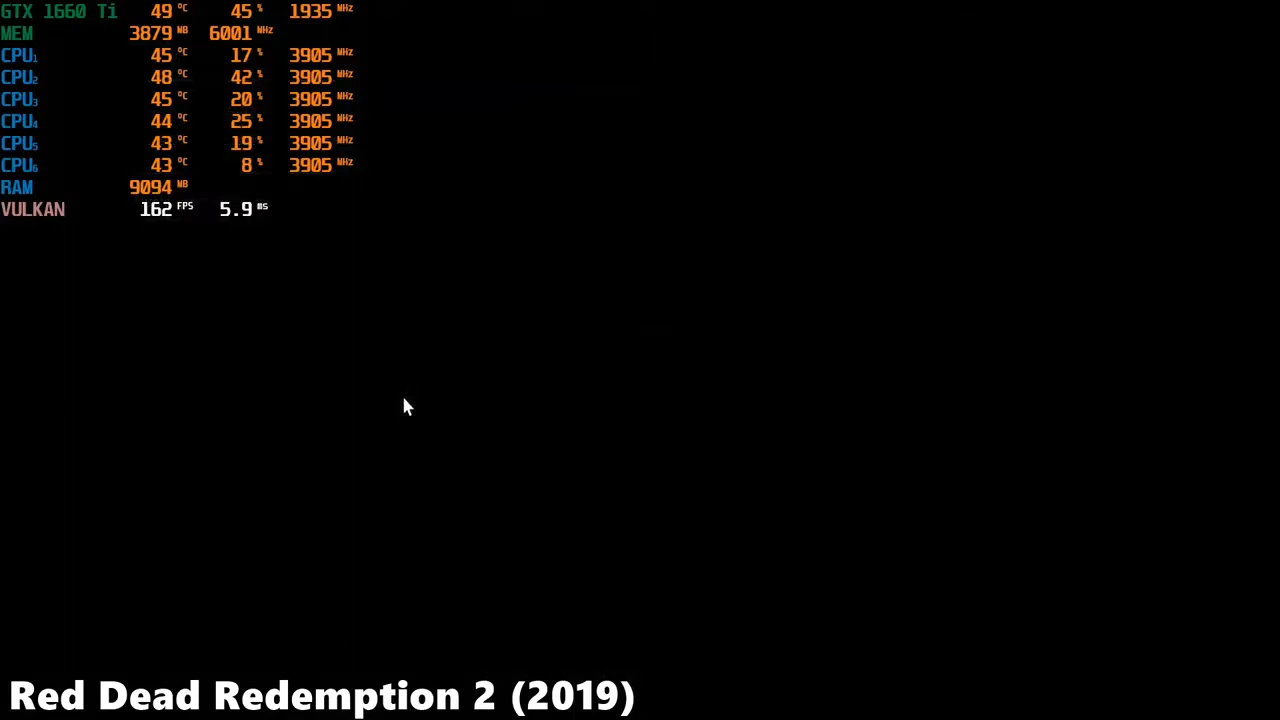 GTX 1660 Ti 49 °C 45 % 1935 MHz
MEM 3879 MB 6001 MHz
CPU1 45 °C 17 % 3905 MHz
CPU2 48 °C 42 % 3905 MHz
CPU3 45 °C 20 % 3905 MHz
CPU4 44 °C 25 % 3905 MHz
CPU5 43 °C 19 % 3905 MHz
CPU6 43 °C 8 % 3905 MHz
RAM 9094 MB
VULKAN 162 FPS 5.9 ms
Red Dead Redemption 2 (2019)